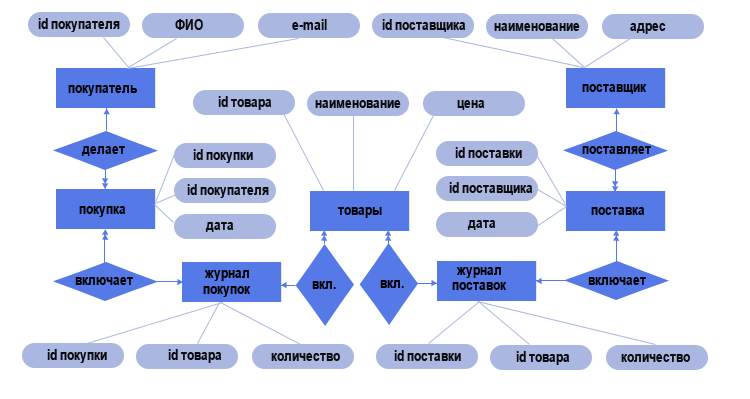 id покупателя
ФИО
e-mail
id поставщика
наименование
адрес
покупатель
поставщик
id товара
наименование
цена
делает
id покупки
id покупателя
дата
поставляет
id поставки
id поставщика
дата
покупка
товары
поставка
включает
журнал
покупок
вкл.
вкл.
журнал
поставок
включает
id покупки
id товара
количество
id поставки
id товара
количество